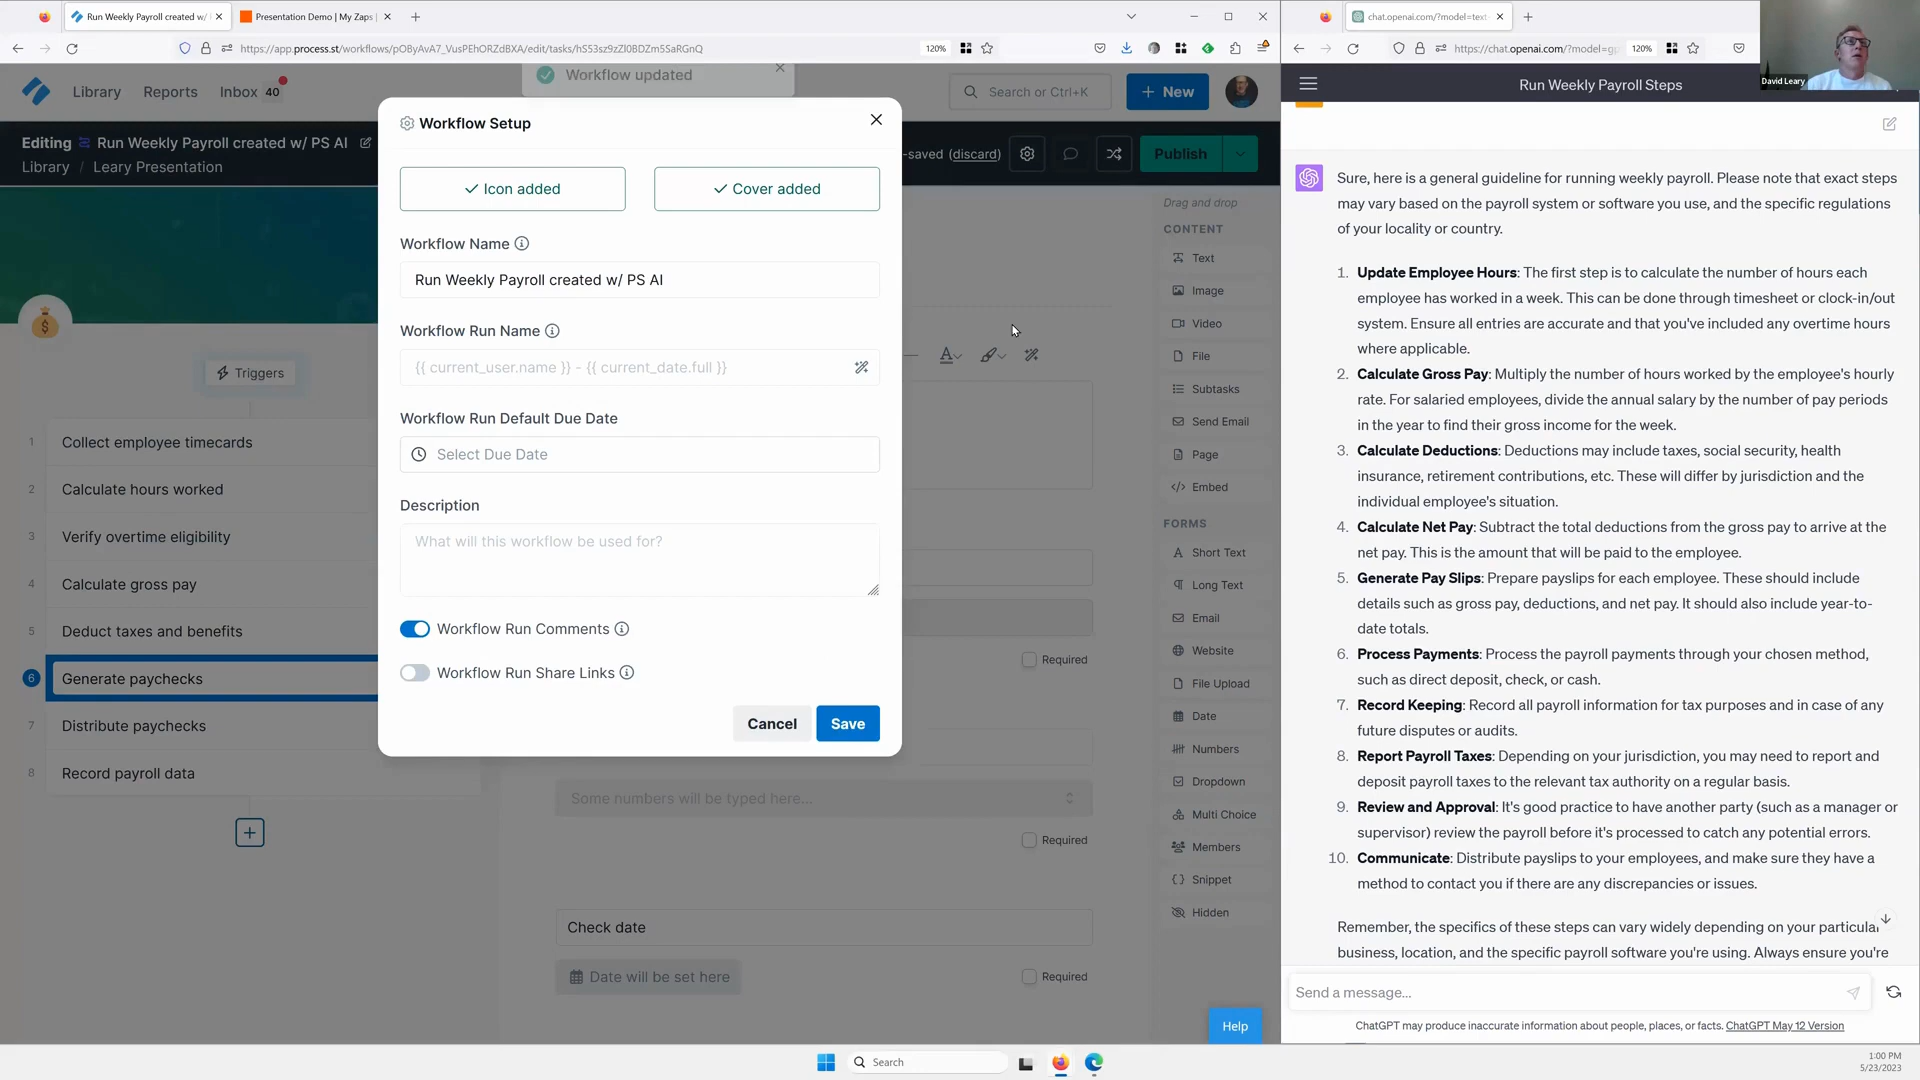 Run Weekly Payroll created w/
Presentation Demo | My Zaps |
https://app.process.st/workflows/pOByAvA7_VusPEhORZdBXA/edit/tasks/hS53sz9zZl0BDZm5SaRGnQ
120%
Library
Reports
Inbox
40
Workflow updated
Search or Ctrl+K
New
Editing
Run Weekly Payroll created w/ PS AI
Library / Leary Presentation
-saved (discard)
Publish
Triggers
1 Collect employee timecards
2 Calculate hours worked
3 Verify overtime eligibility
4 Calculate gross pay
5 Deduct taxes and benefits
6 Generate paychecks
7 Distribute paychecks
8 Record payroll data
Workflow Setup
Icon added
Cover added
Workflow Name
Run Weekly Payroll created w/ PS AI
Workflow Run Name
{{ current_user.name }} - {{ current_date.full }}
Workflow Run Default Due Date
Select Due Date
Description
What will this workflow be used for?
Workflow Run Comments
Workflow Run Share Links
Cancel
Save
Required
Some numbers will be typed here...
Required
Check date
Date will be set here
Required
Drag and drop
CONTENT
Text
Image
Video
File
Subtasks
Send Email
Page
Embed
FORMS
Short Text
Long Text
Email
Website
File Upload
Date
Numbers
Dropdown
Multi Choice
Members
Snippet
Hidden
Help
chat.openai.com/?model=text-
https://chat.openai.com/?model=gp
120%
David Leary
Run Weekly Payroll Steps
Sure, here is a general guideline for running weekly payroll. Please note that exact steps
may vary based on the payroll system or software you use, and the specific regulations
of your locality or country.
1. Update Employee Hours: The first step is to calculate the number of hours each
employee has worked in a week. This can be done through timesheet or clock-in/out
system. Ensure all entries are accurate and that you've included any overtime hours
where applicable.
2. Calculate Gross Pay: Multiply the number of hours worked by the employee's hourly
rate. For salaried employees, divide the annual salary by the number of pay periods
in the year to find their gross income for the week.
3. Calculate Deductions: Deductions may include taxes, social security, health
insurance, retirement contributions, etc. These will differ by jurisdiction and the
individual employee's situation.
4. Calculate Net Pay: Subtract the total deductions from the gross pay to arrive at the
net pay. This is the amount that will be paid to the employee.
5. Generate Pay Slips: Prepare payslips for each employee. These should include
details such as gross pay, deductions, and net pay. It should also include year-to-
date totals.
6. Process Payments: Process the payroll payments through your chosen method,
such as direct deposit, check, or cash.
7. Record Keeping: Record all payroll information for tax purposes and in case of any
future disputes or audits.
8. Report Payroll Taxes: Depending on your jurisdiction, you may need to report and
deposit payroll taxes to the relevant tax authority on a regular basis.
9. Review and Approval: It's good practice to have another party (such as a manager or
supervisor) review the payroll before it's processed to catch any potential errors.
10. Communicate: Distribute payslips to your employees, and make sure they have a
method to contact you if there are any discrepancies or issues.
Remember, the specifics of these steps can vary widely depending on your particular
business, location, and the specific payroll software you're using. Always ensure you're
Send a message...
ChatGPT may produce inaccurate information about people, places, or facts. ChatGPT May 12 Version
Search
1:00 PM
5/23/2023